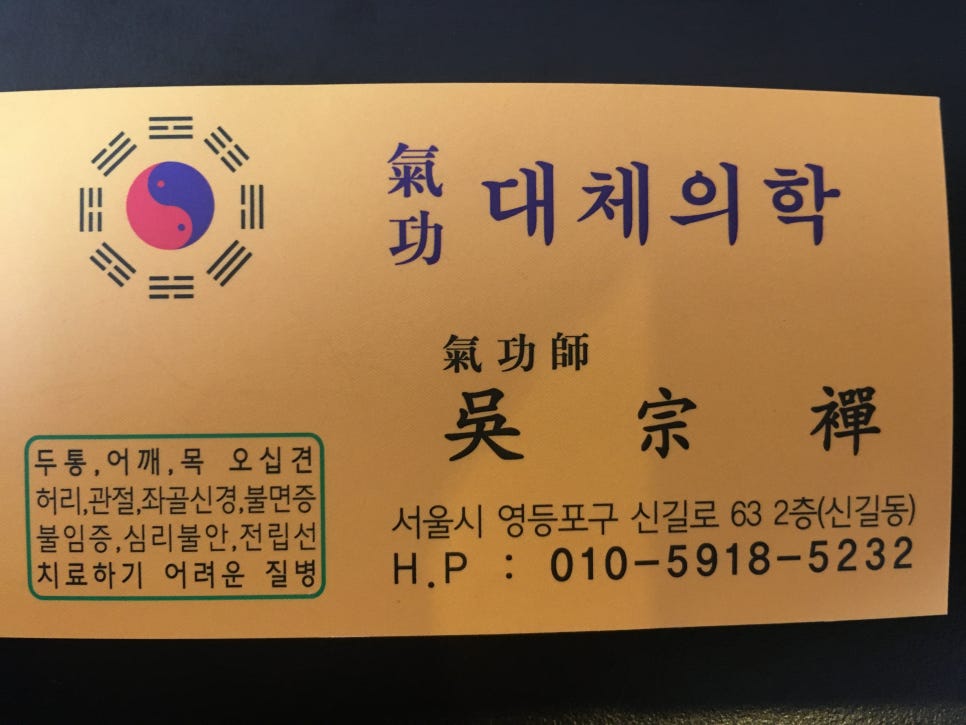 氣功 대체의학
氣功師
吳 宗 禪
두통,어깨,목 오십견
허리,관절,좌골신경,불면증
불임증,심리불안,전립선
치료하기 어려운 질병
서울시 영등포구 신길로 63 2층(신길동)
H.P : 010-5918-5232